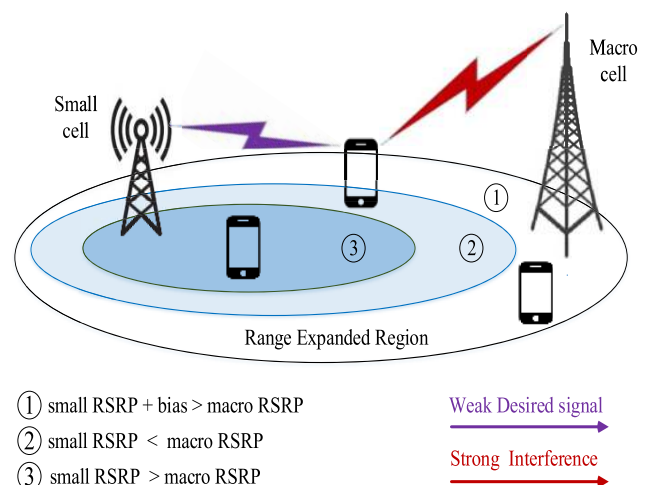 Macro
cell
Small
cell
①
②
③
Range Expanded Region
① small RSRP + bias > macro RSRP
② small RSRP < macro RSRP
③ small RSRP > macro RSRP
Weak Desired signal
Strong Interference